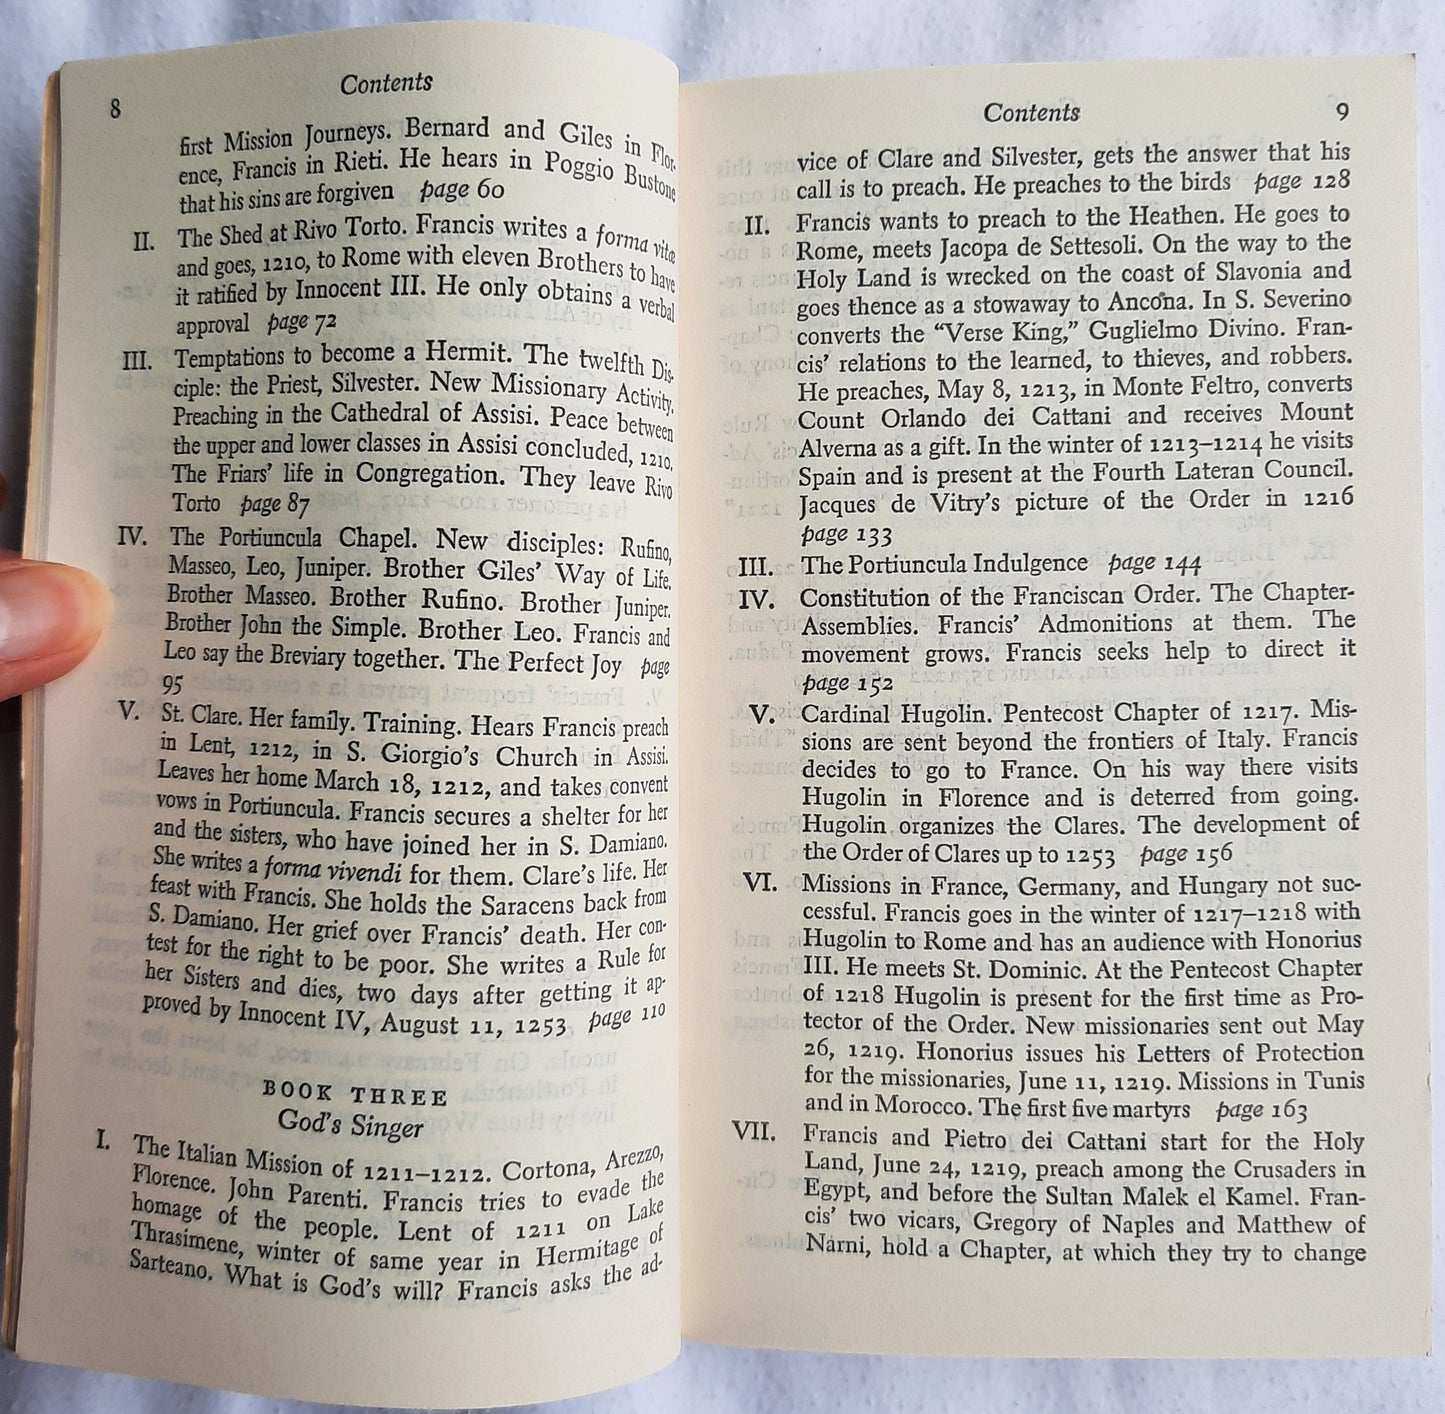 8
Contents
first Mission Journeys. Bernard and Giles in Flor-
ence, Francis in Rieti. He hears in Poggio Bustone
that his sins are forgiven page 60
II. The Shed at Rivo Torto. Francis writes a forma vitæ
and goes, 1210, to Rome with eleven Brothers to have
it ratified by Innocent III. He only obtains a verbal
approval page 72
III. Temptations to become a Hermit. The twelfth Dis-
ciple: the Priest, Silvester. New Missionary Activity.
Preaching in the Cathedral of Assisi. Peace between
the upper and lower classes in Assisi concluded, 1210.
The Friars' life in Congregation. They leave Rivo
Torto page 87
IV. The Portiuncula Chapel. New disciples: Rufino,
Masseo, Leo, Juniper. Brother Giles' Way of Life.
Brother Masseo. Brother Rufino. Brother Juniper.
Brother John the Simple. Brother Leo. Francis and
Leo say the Breviary together. The Perfect Joy page
95
V. St. Clare. Her family. Training. Hears Francis preach
in Lent, 1212, in S. Giorgio's Church in Assisi.
Leaves her home March 18, 1212, and takes convent
vows in Portiuncula. Francis secures a shelter for her
and the sisters, who have joined her in S. Damiano.
She writes a forma vivendi for them. Clare's life. Her
feast with Francis. She holds the Saracens back from
S. Damiano. Her grief over Francis' death. Her con-
test for the right to be poor. She writes a Rule for
her Sisters and dies, two days after getting it ap-
proved by Innocent IV, August 11, 1253 page 110
BOOK THREE
God's Singer
I. The Italian Mission of 1211–1212. Cortona, Arezzo,
Florence. John Parenti. Francis tries to evade the
homage of the people. Lent of 1211 on Lake
Thrasimene, winter of same year in Hermitage of
Sarteano. What is God's will? Francis asks the ad-
Contents
9
vice of Clare and Silvester, gets the answer that his
call is to preach. He preaches to the birds page 128
II. Francis wants to preach to the Heathen. He goes to
Rome, meets Jacopa de Settesoli. On the way to the
Holy Land is wrecked on the coast of Slavonia and
goes thence as a stowaway to Ancona. In S. Severino
converts the "Verse King," Guglielmo Divino. Fran-
cis' relations to the learned, to thieves, and robbers.
He preaches, May 8, 1213, in Monte Feltro, converts
Count Orlando dei Cattani and receives Mount
Alverna as a gift. In the winter of 1213–1214 he visits
Spain and is present at the Fourth Lateran Council.
Jacques de Vitry's picture of the Order in 1216
page 133
III. The Portiuncula Indulgence page 144
IV. Constitution of the Franciscan Order. The Chapter-
Assemblies. Francis' Admonitions at them. The
movement grows. Francis seeks help to direct it
page 152
V. Cardinal Hugolin. Pentecost Chapter of 1217. Mis-
sions are sent beyond the frontiers of Italy. Francis
decides to go to France. On his way there visits
Hugolin in Florence and is deterred from going.
Hugolin organizes the Clares. The development of
the Order of Clares up to 1253 page 156
VI. Missions in France, Germany, and Hungary not suc-
cessful. Francis goes in the winter of 1217–1218 with
Hugolin to Rome and has an audience with Honorius
III. He meets St. Dominic. At the Pentecost Chapter
of 1218 Hugolin is present for the first time as Pro-
tector of the Order. New missionaries sent out May
26, 1219. Honorius issues his Letters of Protection
for the missionaries, June 11, 1219. Missions in Tunis
and in Morocco. The first five martyrs page 163
VII. Francis and Pietro dei Cattani start for the Holy
Land, June 24, 1219, preach among the Crusaders in
Egypt, and before the Sultan Malek el Kamel. Fran-
cis' two vicars, Gregory of Naples and Matthew of
Narni, hold a Chapter, at which they try to change